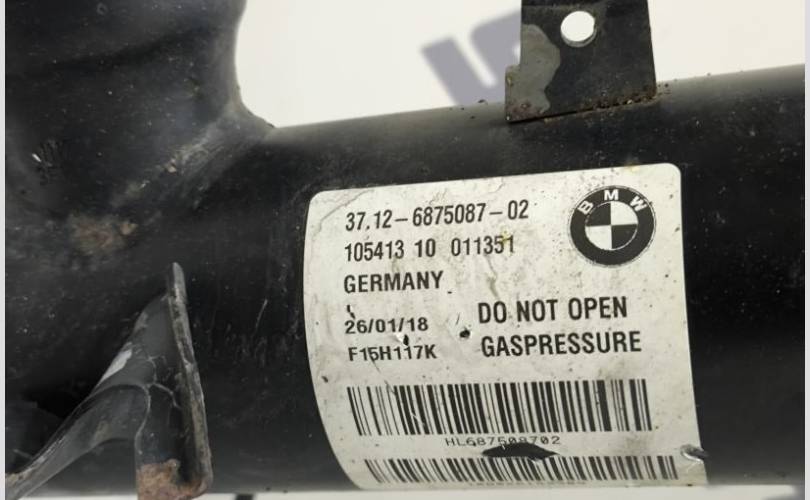 37.12-6875087-02
BMW
105413 10 011351
GERMANY
DO NOT OPEN
26/01/18
F15H117K
GASPRESSURE
HL687508702